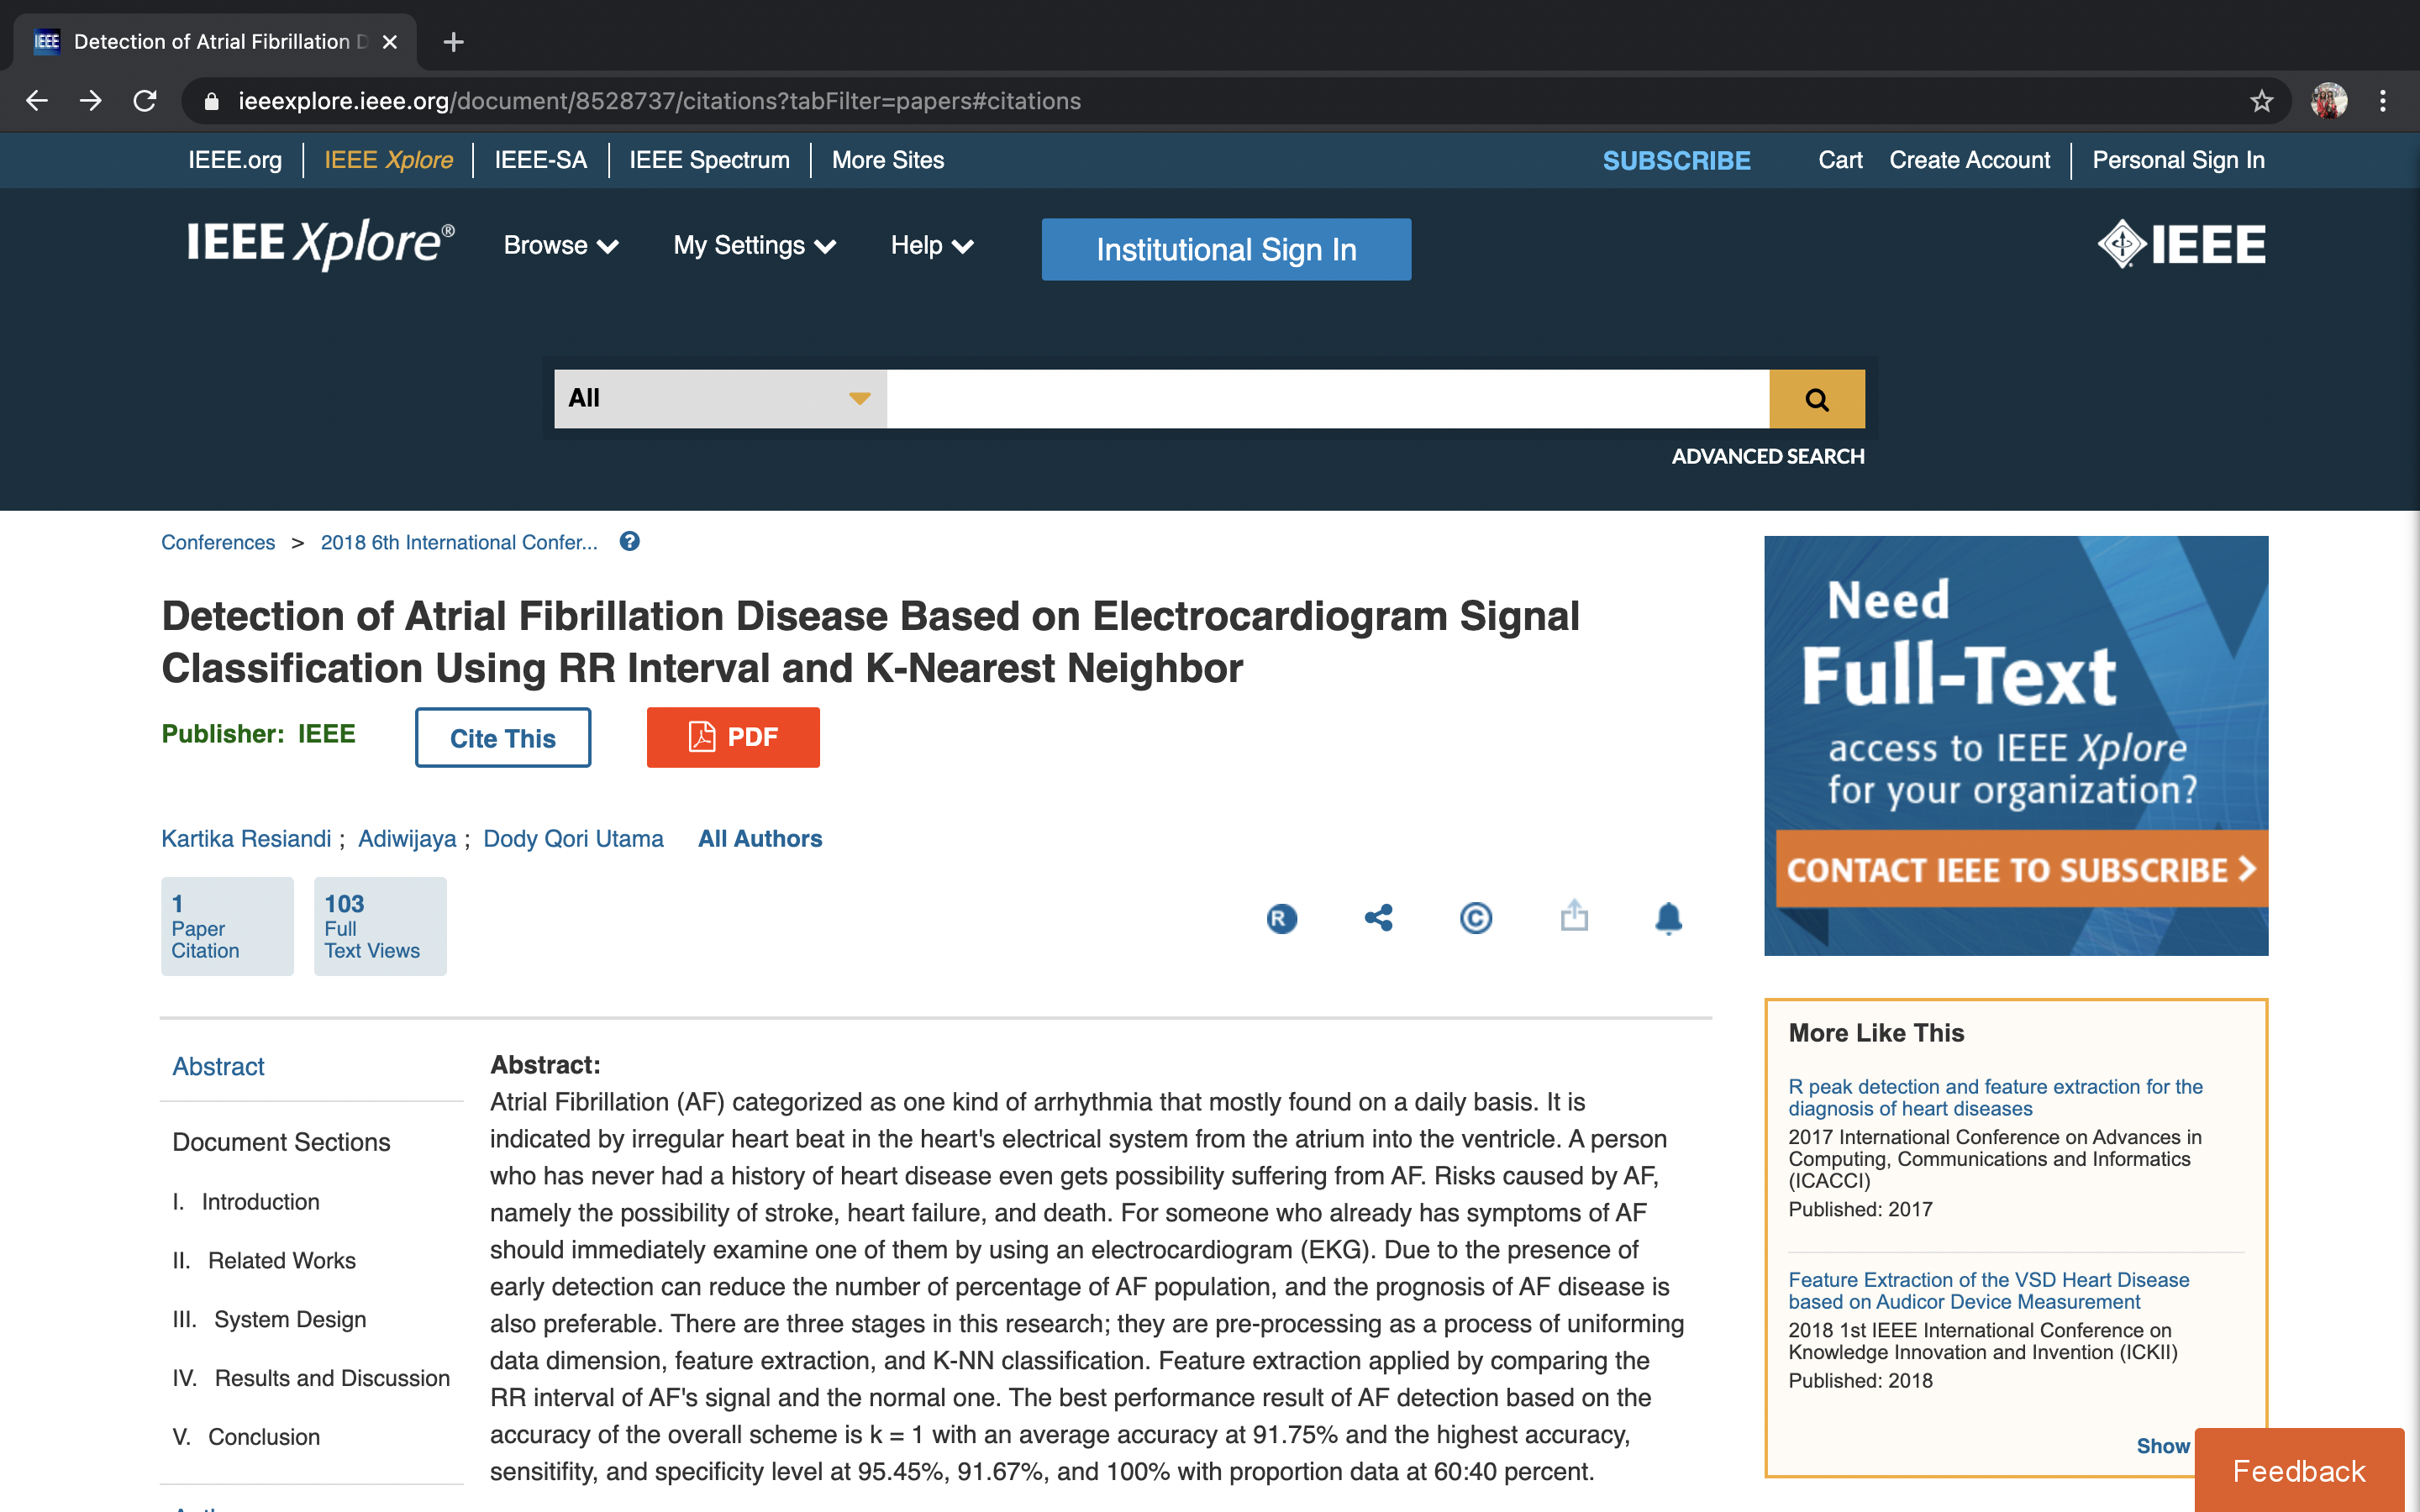 IEEE Detection of Atrial Fibrillation D
ieeexplore.ieee.org/document/8528737/citations?tabFilter=papers#citations
IEEE.org IEEE Xplore IEEE-SA IEEE Spectrum More Sites SUBSCRIBE Cart Create Account Personal Sign In
IEEE Xplore® Browse My Settings Help Institutional Sign In IEEE
All
ADVANCED SEARCH
Conferences > 2018 6th International Confer... ?
Detection of Atrial Fibrillation Disease Based on Electrocardiogram Signal
Classification Using RR Interval and K-Nearest Neighbor
Publisher: IEEE Cite This PDF
Kartika Resiandi ; Adiwijaya ; Dody Qori Utama All Authors
1
Paper
Citation
103
Full
Text Views
R ©
Abstract
Document Sections
I. Introduction
II. Related Works
III. System Design
IV. Results and Discussion
V. Conclusion
Abstract:
Atrial Fibrillation (AF) categorized as one kind of arrhythmia that mostly found on a daily basis. It is
indicated by irregular heart beat in the heart's electrical system from the atrium into the ventricle. A person
who has never had a history of heart disease even gets possibility suffering from AF. Risks caused by AF,
namely the possibility of stroke, heart failure, and death. For someone who already has symptoms of AF
should immediately examine one of them by using an electrocardiogram (EKG). Due to the presence of
early detection can reduce the number of percentage of AF population, and the prognosis of AF disease is
also preferable. There are three stages in this research; they are pre-processing as a process of uniforming
data dimension, feature extraction, and K-NN classification. Feature extraction applied by comparing the
RR interval of AF's signal and the normal one. The best performance result of AF detection based on the
accuracy of the overall scheme is k = 1 with an average accuracy at 91.75% and the highest accuracy,
sensitifity, and specificity level at 95.45%, 91.67%, and 100% with proportion data at 60:40 percent.
Need
Full-Text
access to IEEE Xplore
for your organization?
CONTACT IEEE TO SUBSCRIBE >
More Like This
R peak detection and feature extraction for the
diagnosis of heart diseases
2017 International Conference on Advances in
Computing, Communications and Informatics
(ICACCI)
Published: 2017
Feature Extraction of the VSD Heart Disease
based on Audicor Device Measurement
2018 1st IEEE International Conference on
Knowledge Innovation and Invention (ICKII)
Published: 2018
Show
Feedback